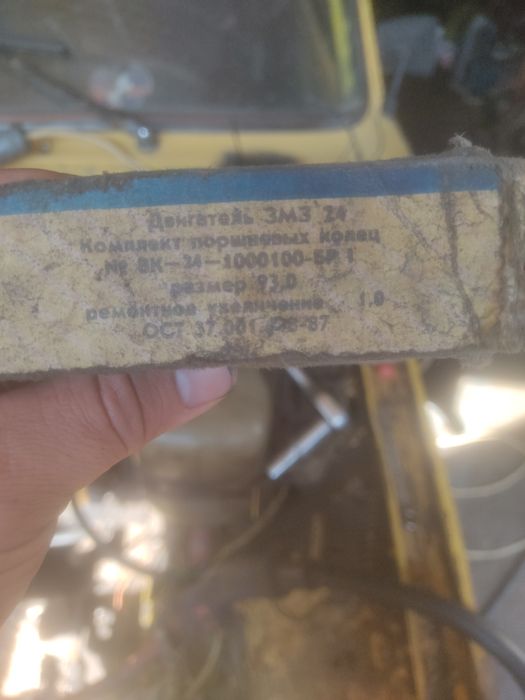 Двигатель ЗМЗ 24
Комплект поршневых колец
№ ВК—24—1000100-БР 1
размер 93,0
ремонтное увеличение 1,0
ОСТ 37.001 -87